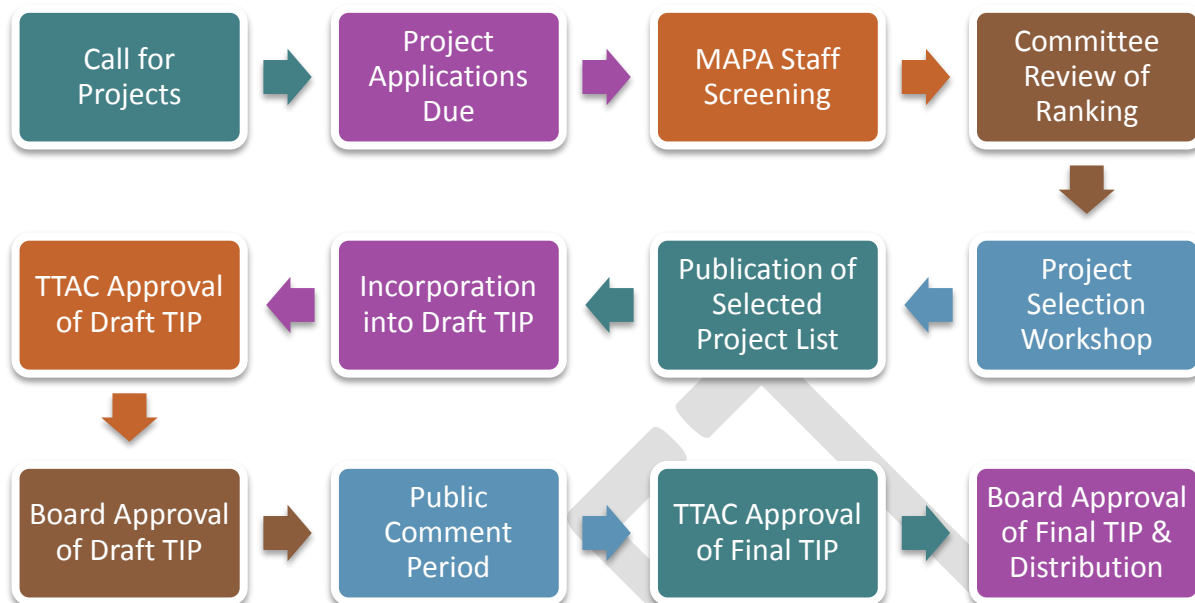 Call for
Projects
Project
Applications
Due
MAPA Staff
Screening
Committee
Review of
Ranking
Project
Selection
Workshop
Publication of
Selected
Project List
Incorporation
into Draft TIP
TTAC Approval
of Draft TIP
Board Approval
of Draft TIP
Public
Comment
Period
TTAC Approval
of Final TIP
Board Approval
of Final TIP &
Distribution